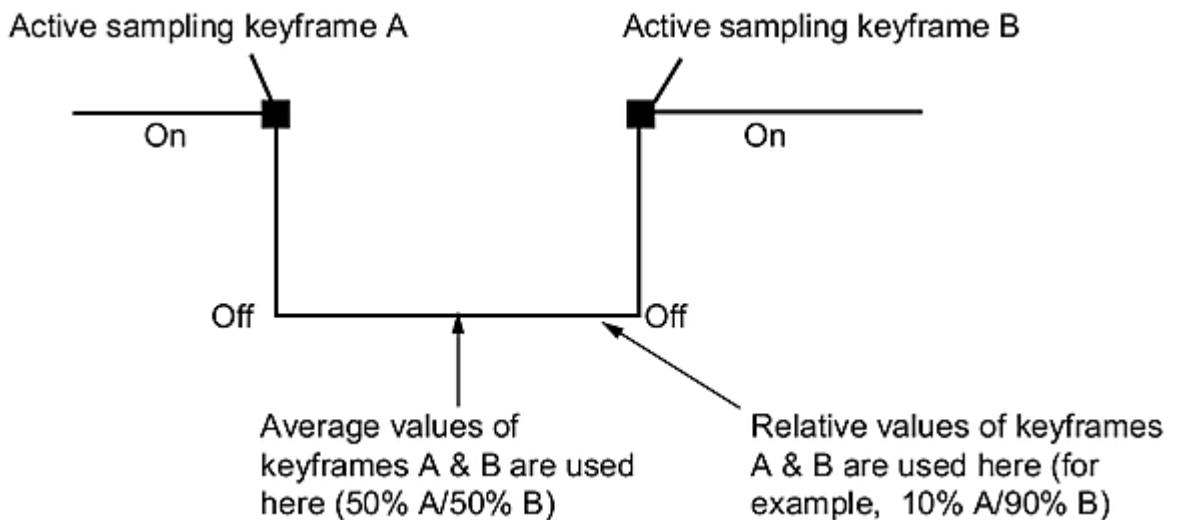 Active sampling keyframe A
Active sampling keyframe B
On
On
Off
Off
Average values of
keyframes A & B are used
here (50% A/50% B)
Relative values of keyframes
A & B are used here (for
example, 10% A/90% B)